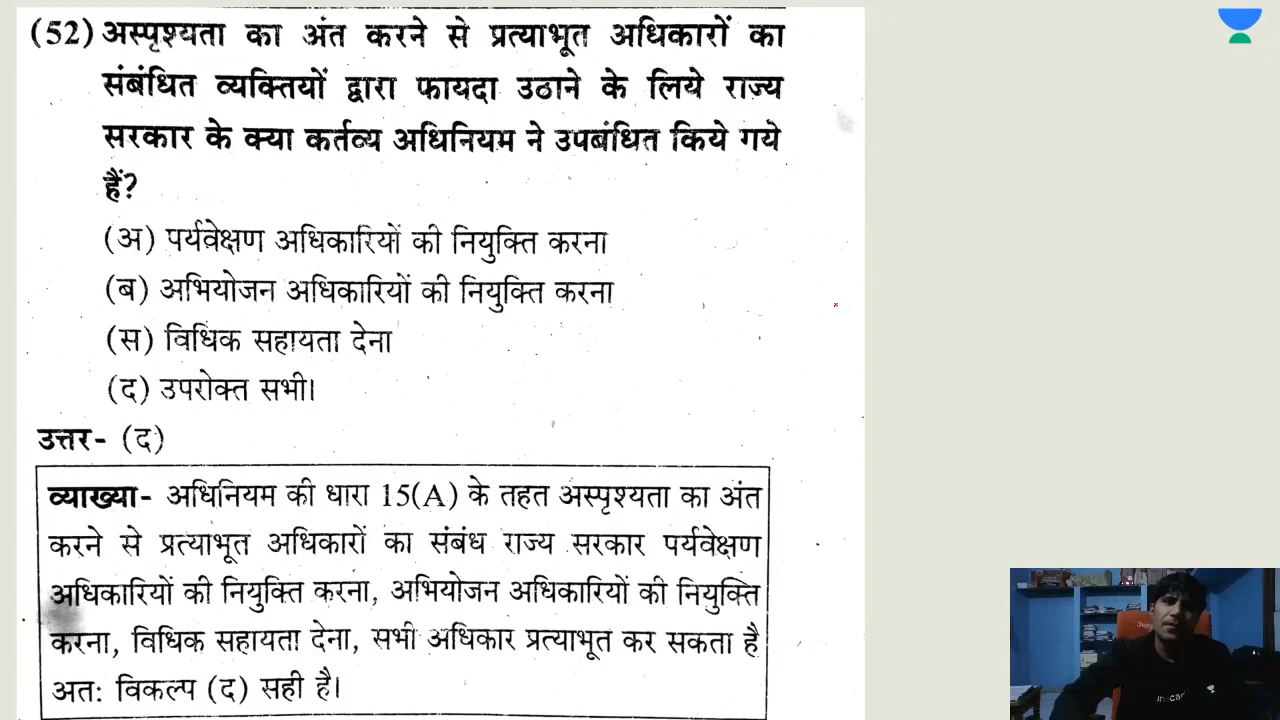 (52) अस्पृश्यता का अंत करने से प्रत्याभूत अधिकारों का
संबंधित व्यक्तियों द्वारा फायदा उठाने के लिये राज्य
सरकार के क्या कर्तव्य अधिनियम ने उपबंधित किये गये
हैं?
(अ) पर्यवेक्षण अधिकारियों की नियुक्ति करना
(ब) अभियोजन अधिकारियों की नियुक्ति करना
(स) विधिक सहायता देना
(द) उपरोक्त सभी।
उत्तर- (द)
व्याख्या- अधिनियम की धारा 15(A) के तहत अस्पृश्यता का अंत
करने से प्रत्याभूत अधिकारों का संबंध राज्य सरकार पर्यवेक्षण
अधिकारियों की नियुक्ति करना, अभियोजन अधिकारियों की नियुक्ति
करना, विधिक सहायता देना, सभी अधिकार प्रत्याभूत कर सकता है
अतः विकल्प (द) सही है।